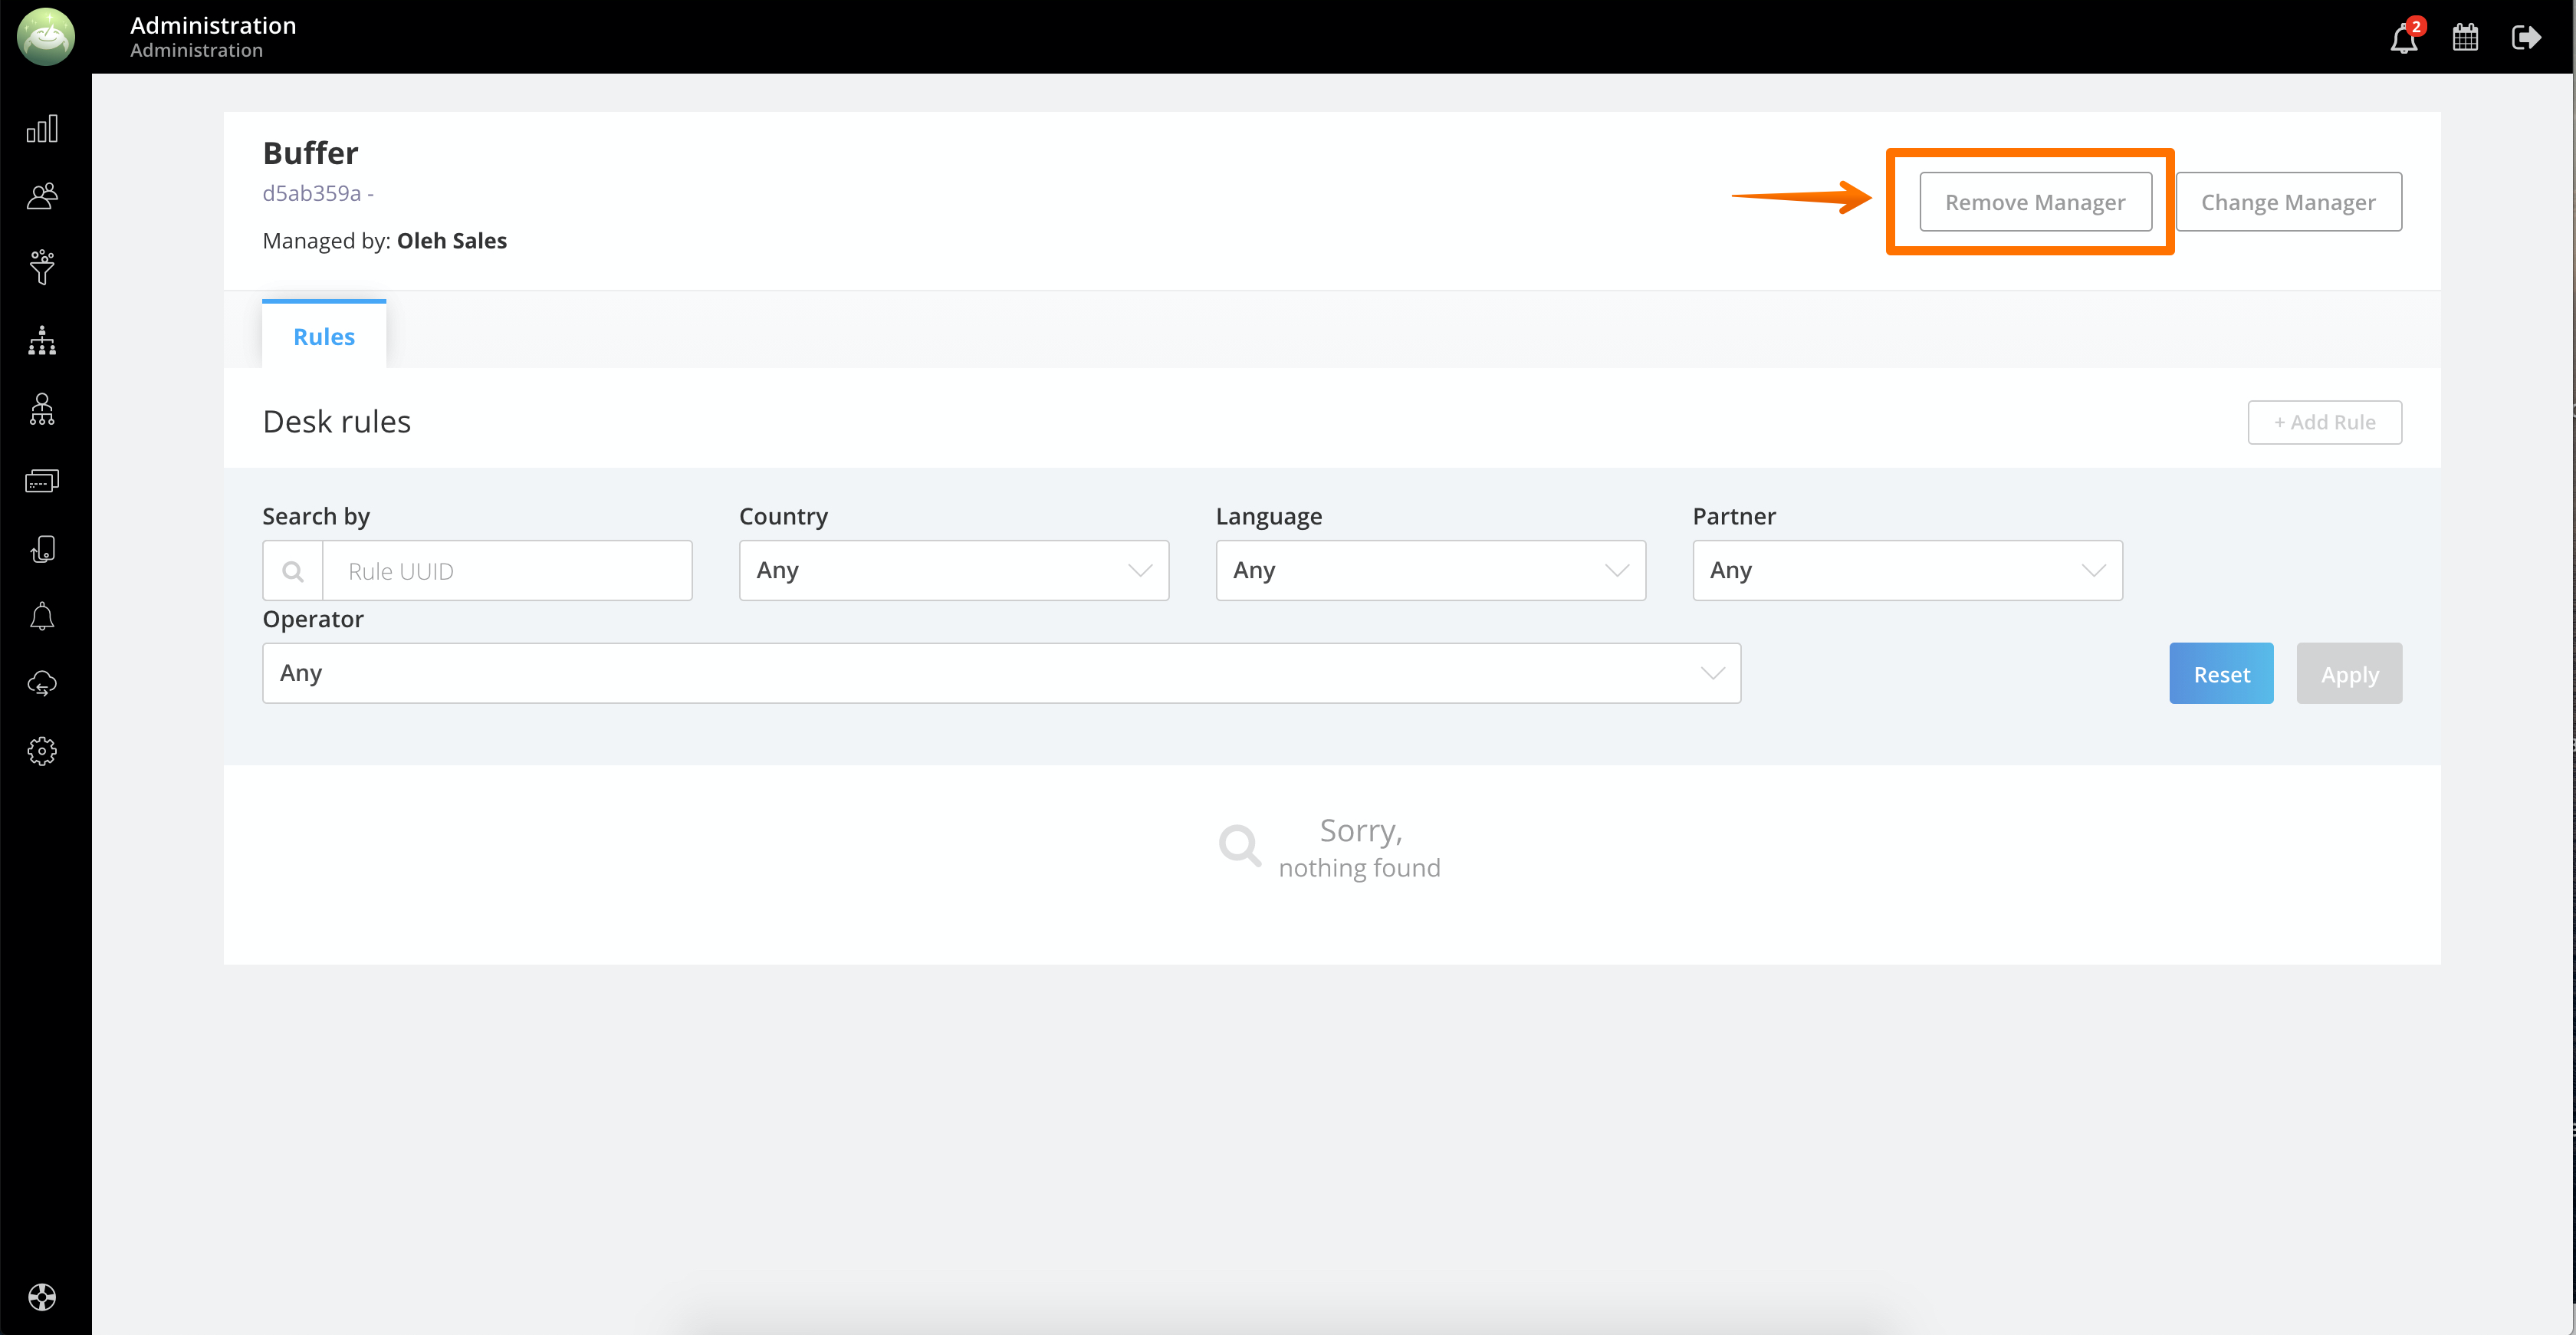 Administration
Administration
2
Buffer
d5ab359a -
Managed by: Oleh Sales
Remove Manager
Change Manager
Rules
Desk rules
+ Add Rule
Search by
Country
Language
Partner
Rule UUID
Any
Any
Any
Operator
Any
Reset
Apply
Sorry,
nothing found